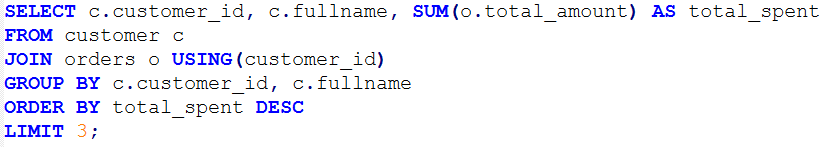 SELECT c.customer_id, c.fullname, SUM(o.total_amount) AS total_spent
FROM customer c
JOIN orders o USING(customer_id)
GROUP BY c.customer_id, c.fullname
ORDER BY total_spent DESC
LIMIT 3;